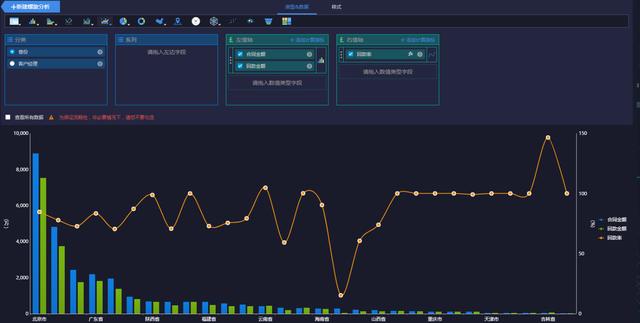 新建螺旋分析
类型&数据
样式
分类
系列
左值轴
添加计算指标
右值轴
添加计算指标
省份
客户经理
请拖入左边字段
合同金额
回款金额
请拖入数值类型字段
回款率
请拖入数值类型字段
查看所有数据
10,000
8,000
6,000
4,000
2,000
0
150
100
50
0
(%)
合同金额
回款金额
回款率
北京市
广东省
陕西省
福建省
云南省
海南省
山西省
重庆市
天津市
吉林省